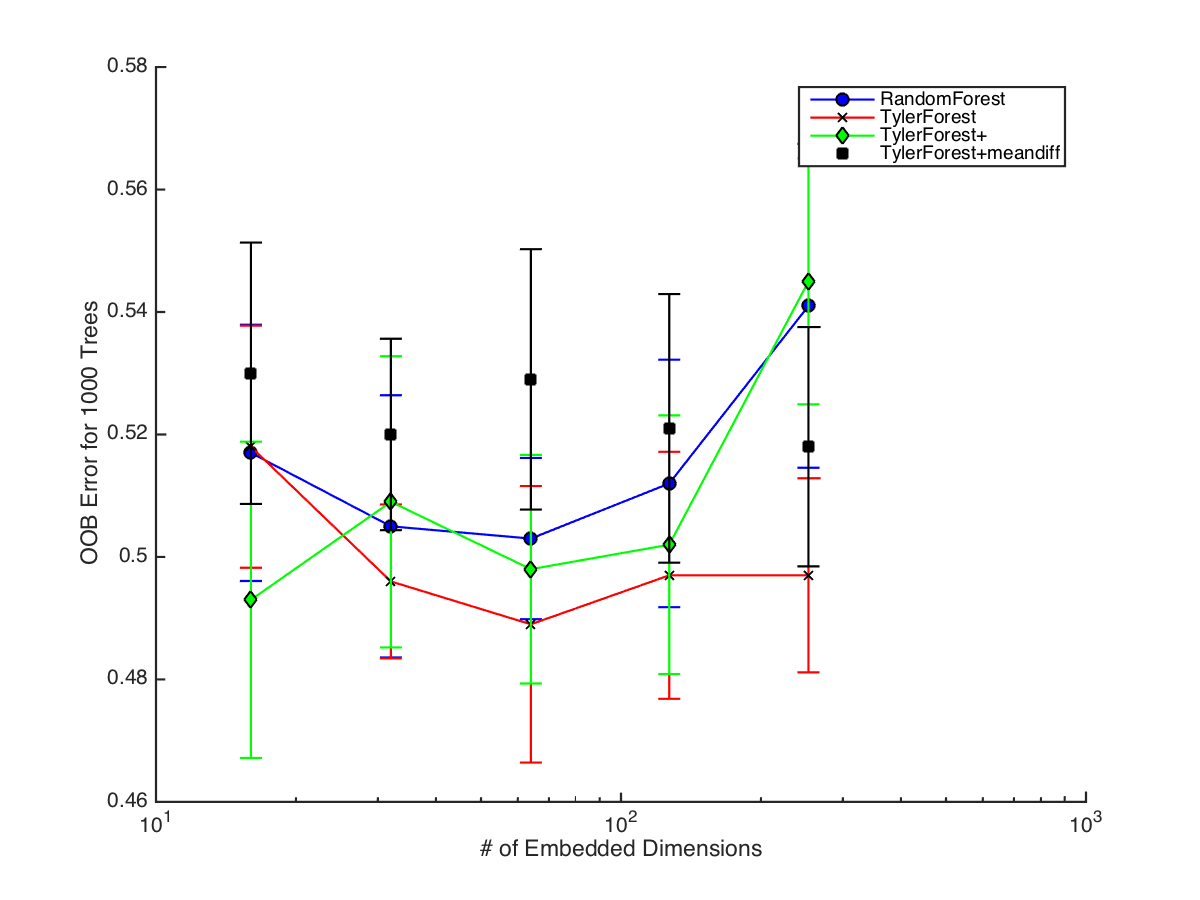 0.58
0.56
0.54
0.52
0.5
0.48
0.46
OOB Error for 1000 Trees
10^1
10^2
10^3
# of Embedded Dimensions
RandomForest
TylerForest
TylerForest+
TylerForest+meandiff